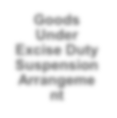 Goods
Under
Excise Duty
Suspension
Arrangeme
nt